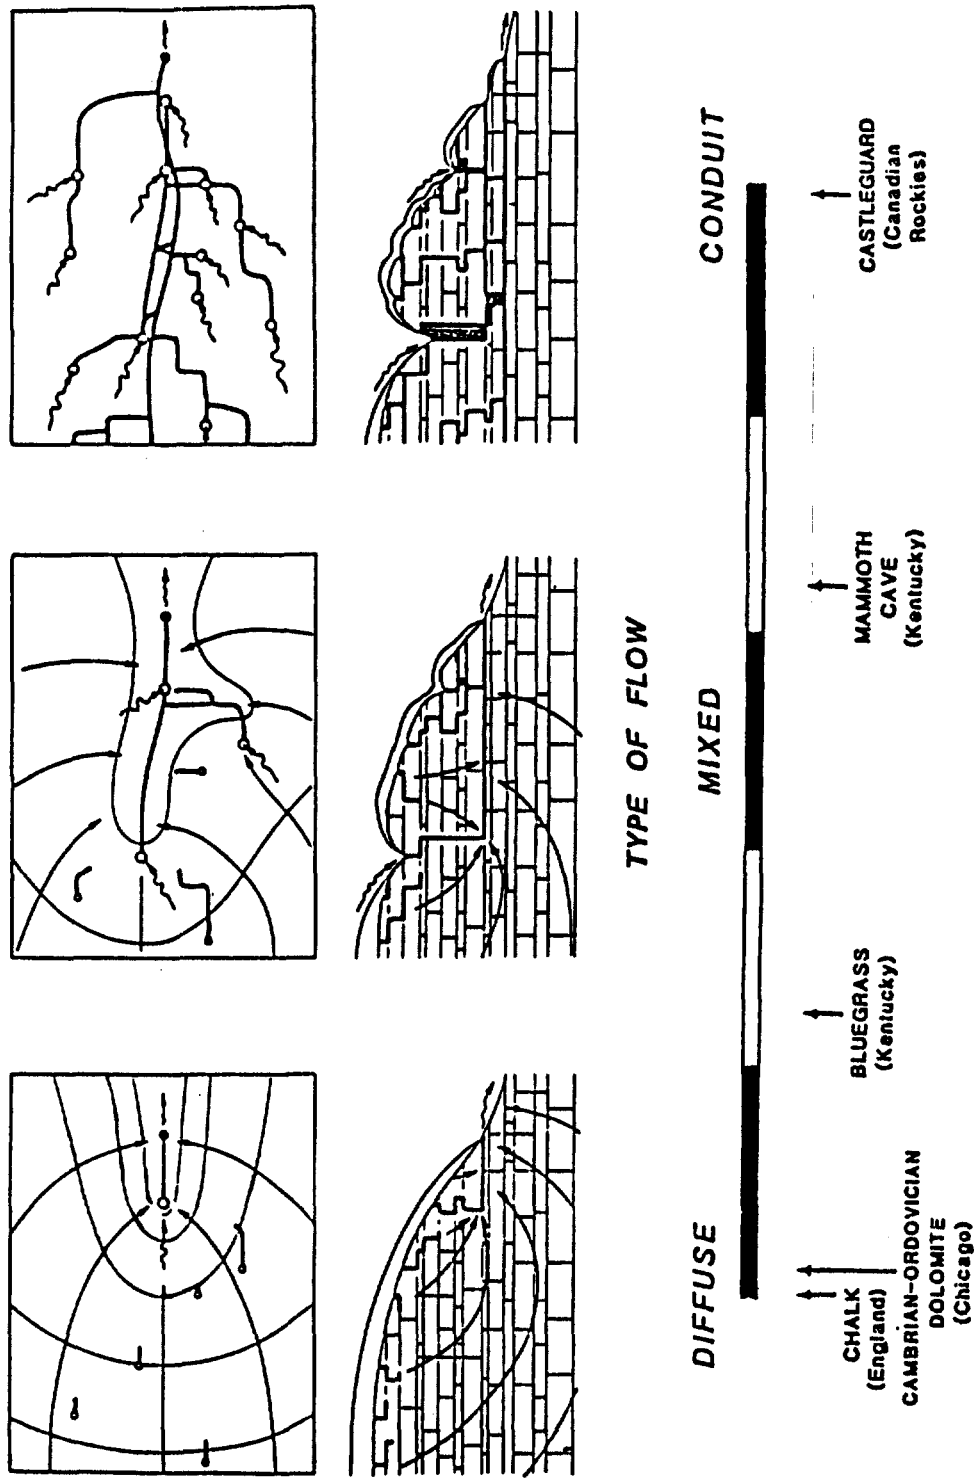 TYPE OF FLOW
DIFFUSE
MIXED
CONDUIT
CHALK
(England)
CAMBRIAN-ORDOVICIAN
DOLOMITE
(Chicago)
BLUEGRASS
(Kentucky)
MAMMOTH
CAVE
(Kentucky)
CASTLEGUARD
(Canadian
Rockies)